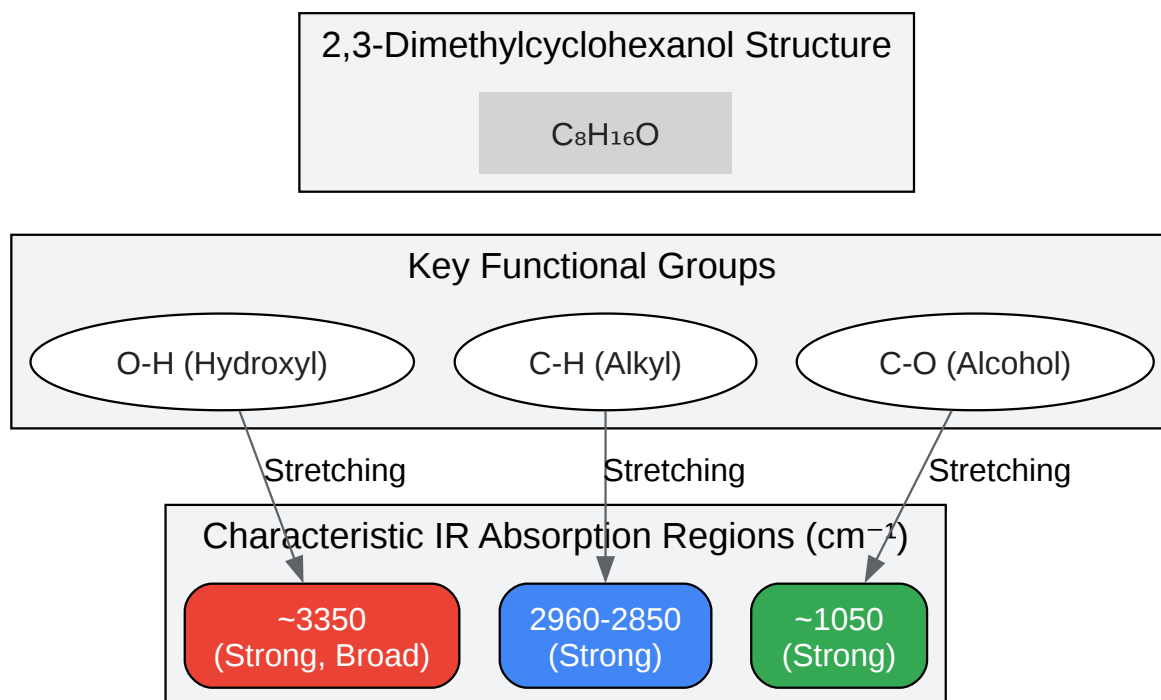 2,3-Dimethylcyclohexanol Structure
C₈H₁₆O
Key Functional Groups
O-H (Hydroxyl)
C-H (Alkyl)
C-O (Alcohol)
Stretching
Stretching
Stretching
Characteristic IR Absorption Regions (cm⁻¹)
~3350
(Strong, Broad)
2960-2850
(Strong)
~1050
(Strong)